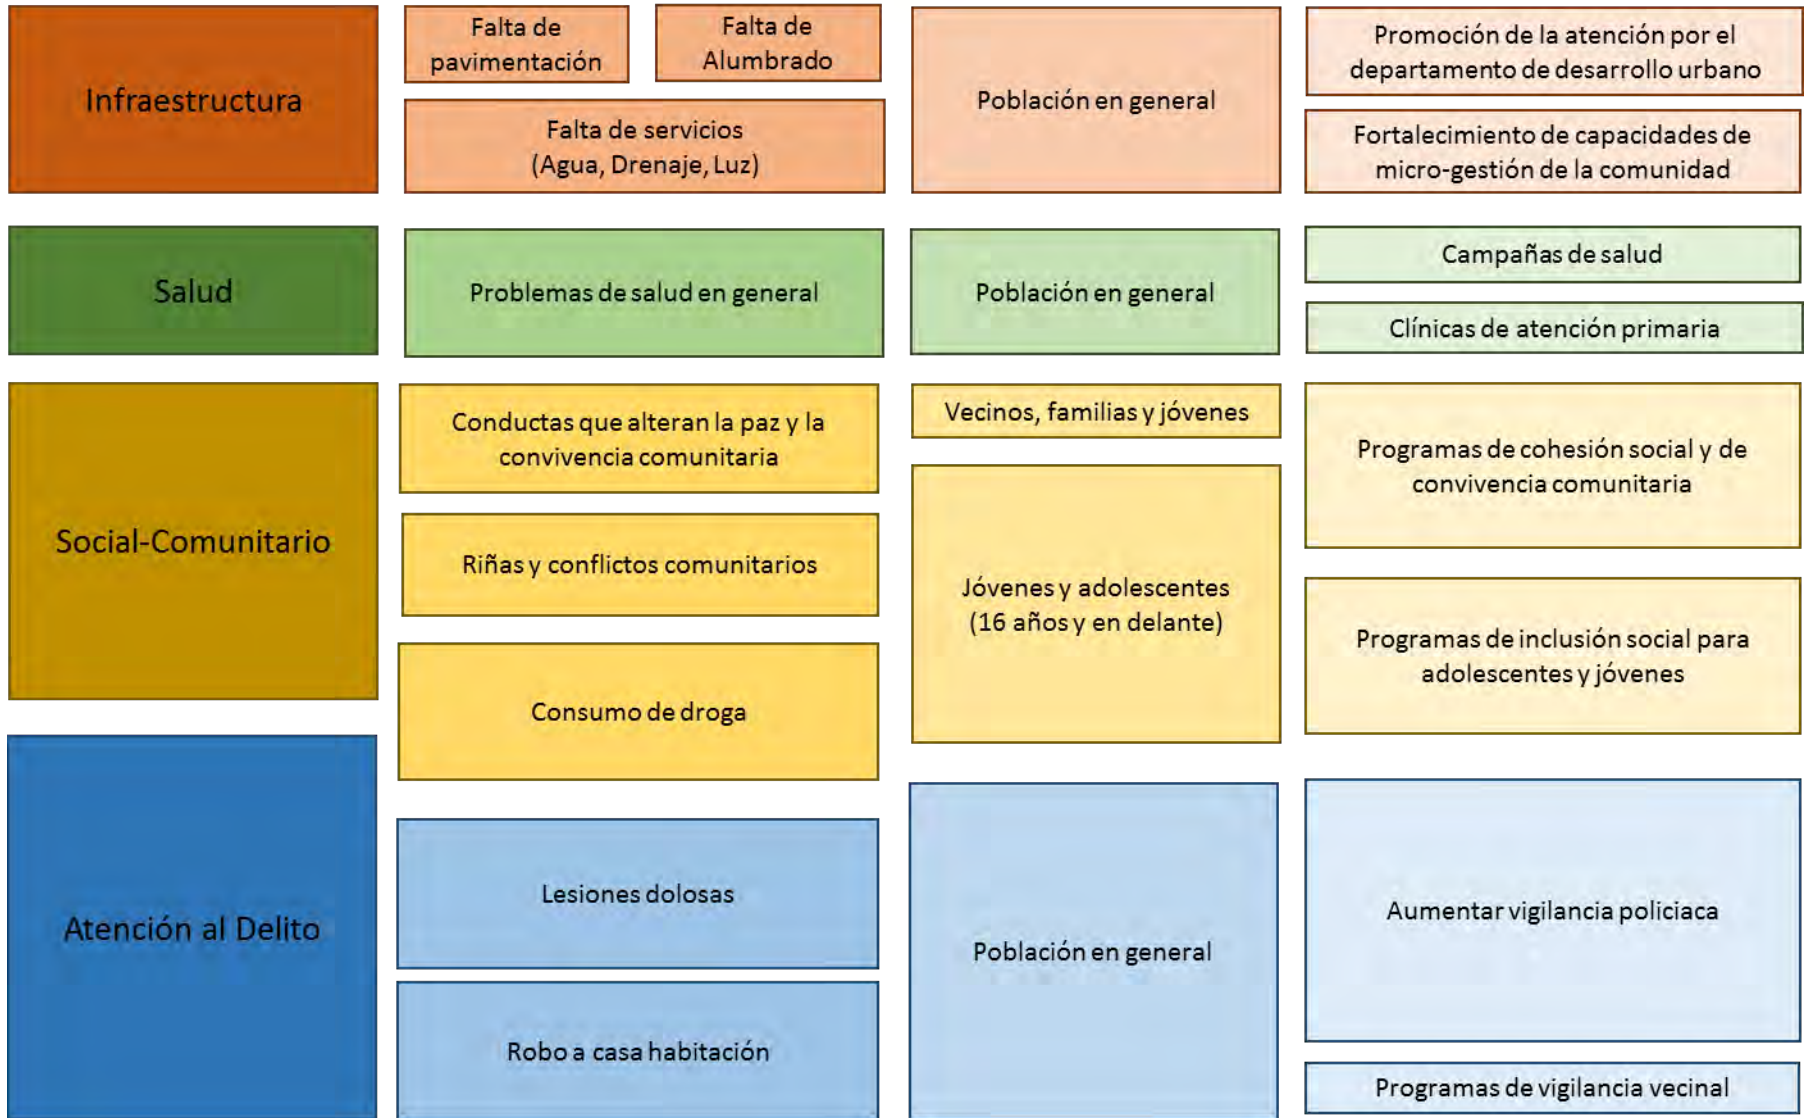 Infraestructura
Falta de
pavimentación
Falta de
Alumbrado
Falta de servicios
(Agua, Drenaje, Luz)
Población en general
Promoción de la atención por el
departamento de desarrollo urbano
Fortalecimiento de capacidades de
micro-gestión de la comunidad
Salud
Problemas de salud en general
Población en general
Campañas de salud
Clínicas de atención primaria
Social-Comunitario
Conductas que alteran la paz y la
convivencia comunitaria
Riñas y conflictos comunitarios
Consumo de droga
Vecinos, familias y jóvenes
Jóvenes y adolescentes
(16 años y en delante)
Programas de cohesión social y de
convivencia comunitaria
Programas de inclusión social para
adolescentes y jóvenes
Atención al Delito
Lesiones dolosas
Robo a casa habitación
Población en general
Aumentar vigilancia policiaca
Programas de vigilancia vecinal